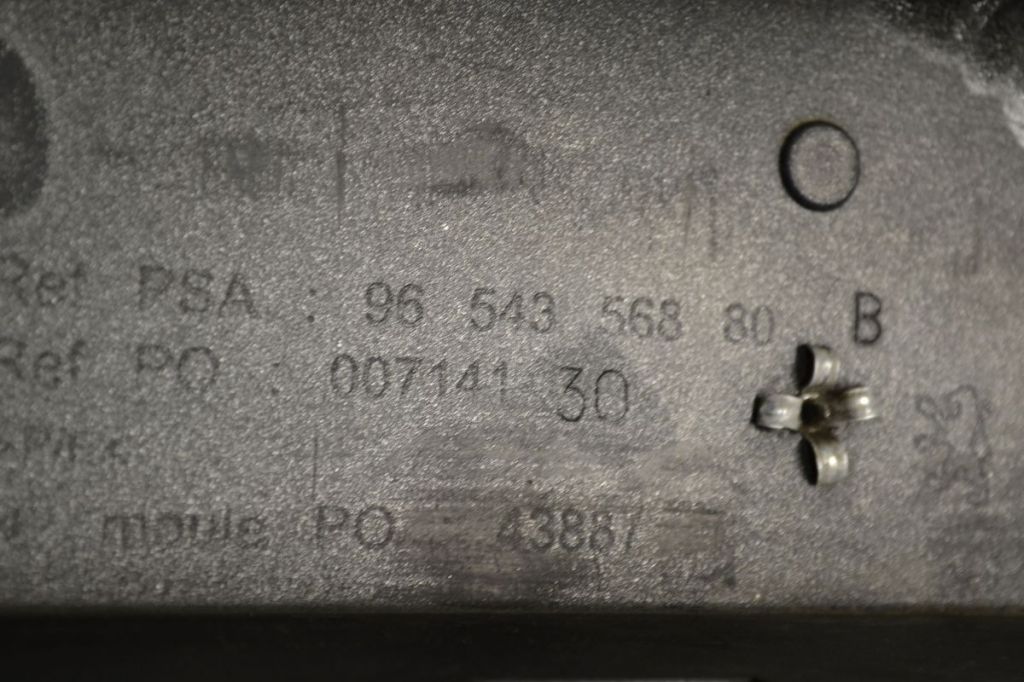 Ref PSA : 96 543 568 80 B
Ref PO : 007141 30
>P/E<
moule PO 43887